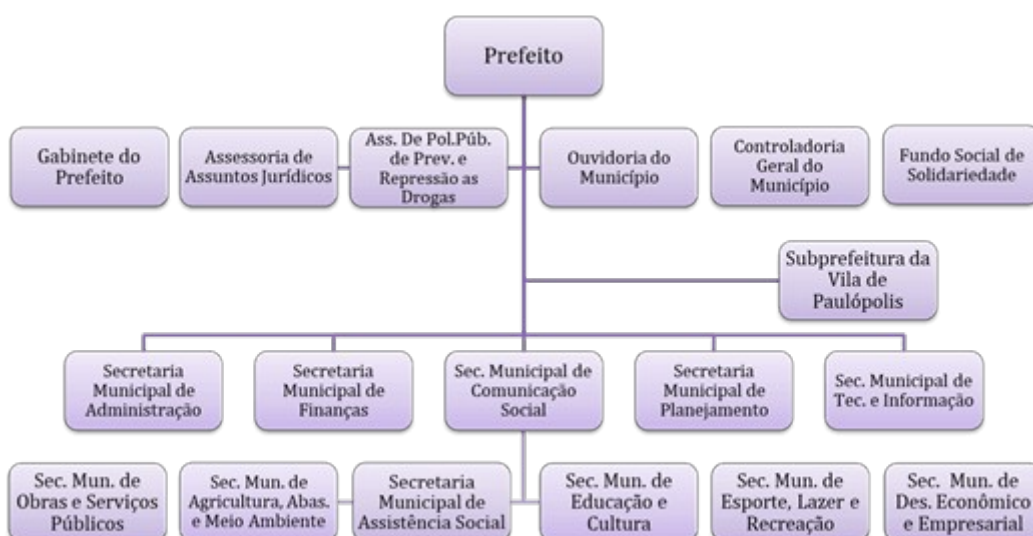 Prefeito
Gabinete do
Prefeito
Assessoria de
Assuntos Jurídicos
Ass. De Pol.Púb.
de Prev. e
Repressão as
Drogas
Ouvidoria do
Município
Controladoria
Geral do
Município
Fundo Social de
Solidariedade
Subprefeitura da
Vila de
Paulópolis
Secretaria
Municipal de
Administração
Secretaria
Municipal de
Finanças
Sec. Municipal de
Comunicação
Social
Secretaria
Municipal de
Planejamento
Sec. Municipal de
Tec. e Informação
Sec. Mun. de
Obras e Serviços
Públicos
Sec. Mun. de
Agricultura, Abas.
e Meio Ambiente
Secretaria
Municipal de
Assistência Social
Sec. Mun. de
Educação e
Cultura
Sec. Mun. de
Esporte, Lazer e
Recreação
Sec. Mun. de
Des. Econômico
e Empresarial